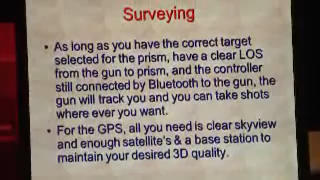 Surveying
• As long as you have the correct target
selected for the prism, have a clear LOS
from the gun to prism, and the controller
still connected by Bluetooth to the gun, the
gun will track you and you can take shots
where ever you want.
• For the GPS, all you need is clear skyview
and enough satellite's & a base station to
maintain your desired 3D quality.